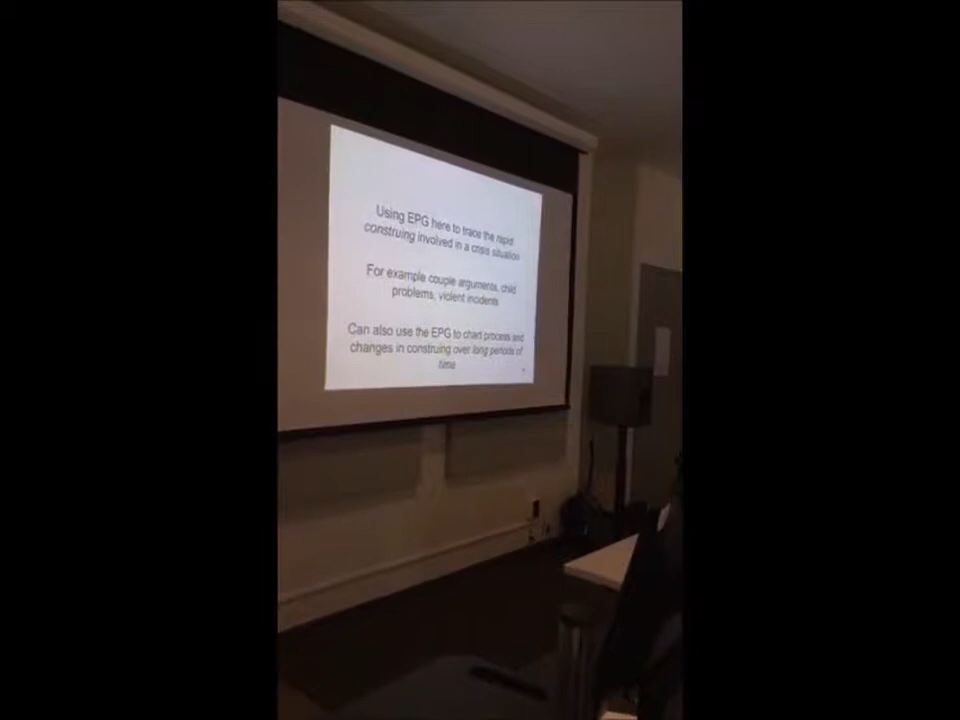 Using EPG here to trace the rapid
construing involved in a crisis situation
For example couple arguments, child
problems, violent incidents
Can also use the EPG to chart process and
changes in construing over long periods of
time